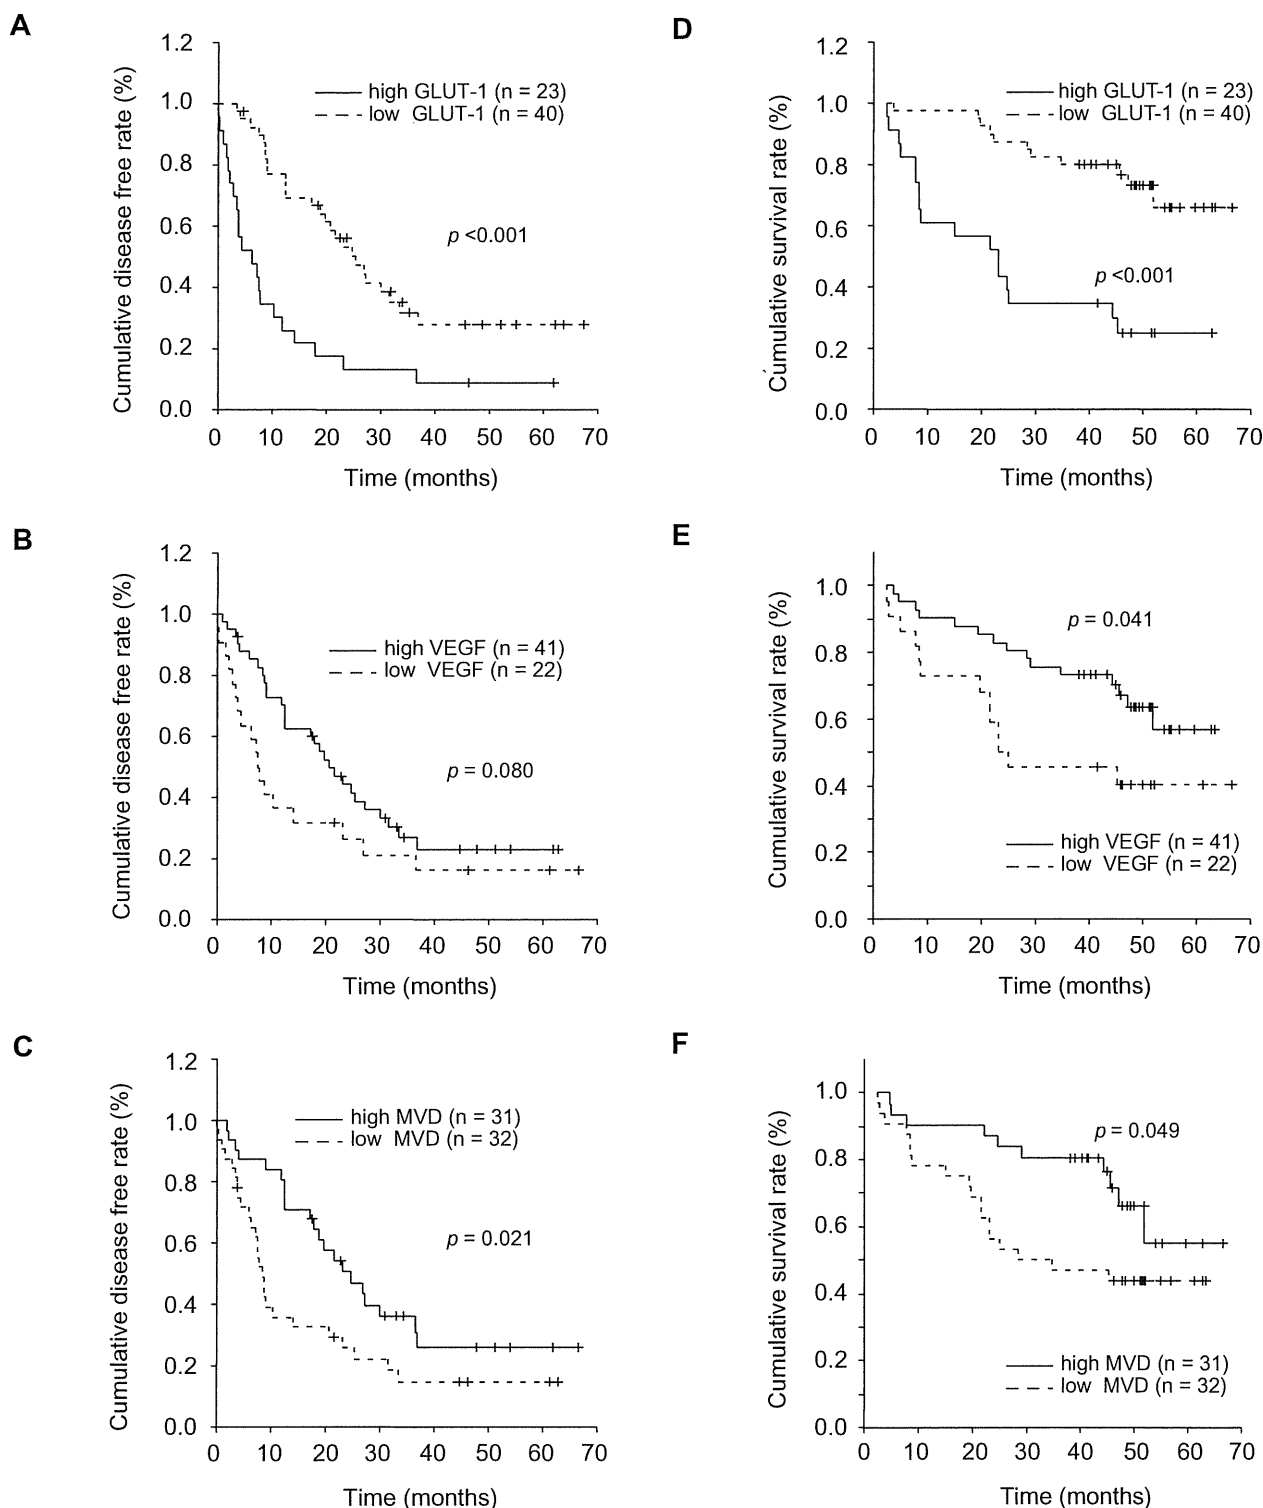 A
Cumulative disease free rate (%)
1.2
1.0
0.8
0.6
0.4
0.2
0.0
high GLUT-1 (n = 23)
low GLUT-1 (n = 40)
p <0.001
0 10 20 30 40 50 60 70
Time (months)
D
Cumulative survival rate (%)
1.2
1.0
0.8
0.6
0.4
0.2
0.0
high GLUT-1 (n = 23)
low GLUT-1 (n = 40)
p <0.001
0 10 20 30 40 50 60 70
Time (months)
B
Cumulative disease free rate (%)
1.2
1.0
0.8
0.6
0.4
0.2
0.0
high VEGF (n = 41)
low VEGF (n = 22)
p = 0.080
0 10 20 30 40 50 60 70
Time (months)
E
Cumulative survival rate (%)
1.0
0.8
0.6
0.4
0.2
0.0
p = 0.041
high VEGF (n = 41)
low VEGF (n = 22)
0 10 20 30 40 50 60 70
Time (months)
C
Cumulative disease free rate (%)
1.2
1.0
0.8
0.6
0.4
0.2
0.0
high MVD (n = 31)
low MVD (n = 32)
p = 0.021
0 10 20 30 40 50 60 70
Time (months)
F
Cumulative survival rate (%)
1.0
0.8
0.6
0.4
0.2
0.0
p = 0.049
high MVD (n = 31)
low MVD (n = 32)
0 10 20 30 40 50 60 70
Time (months)